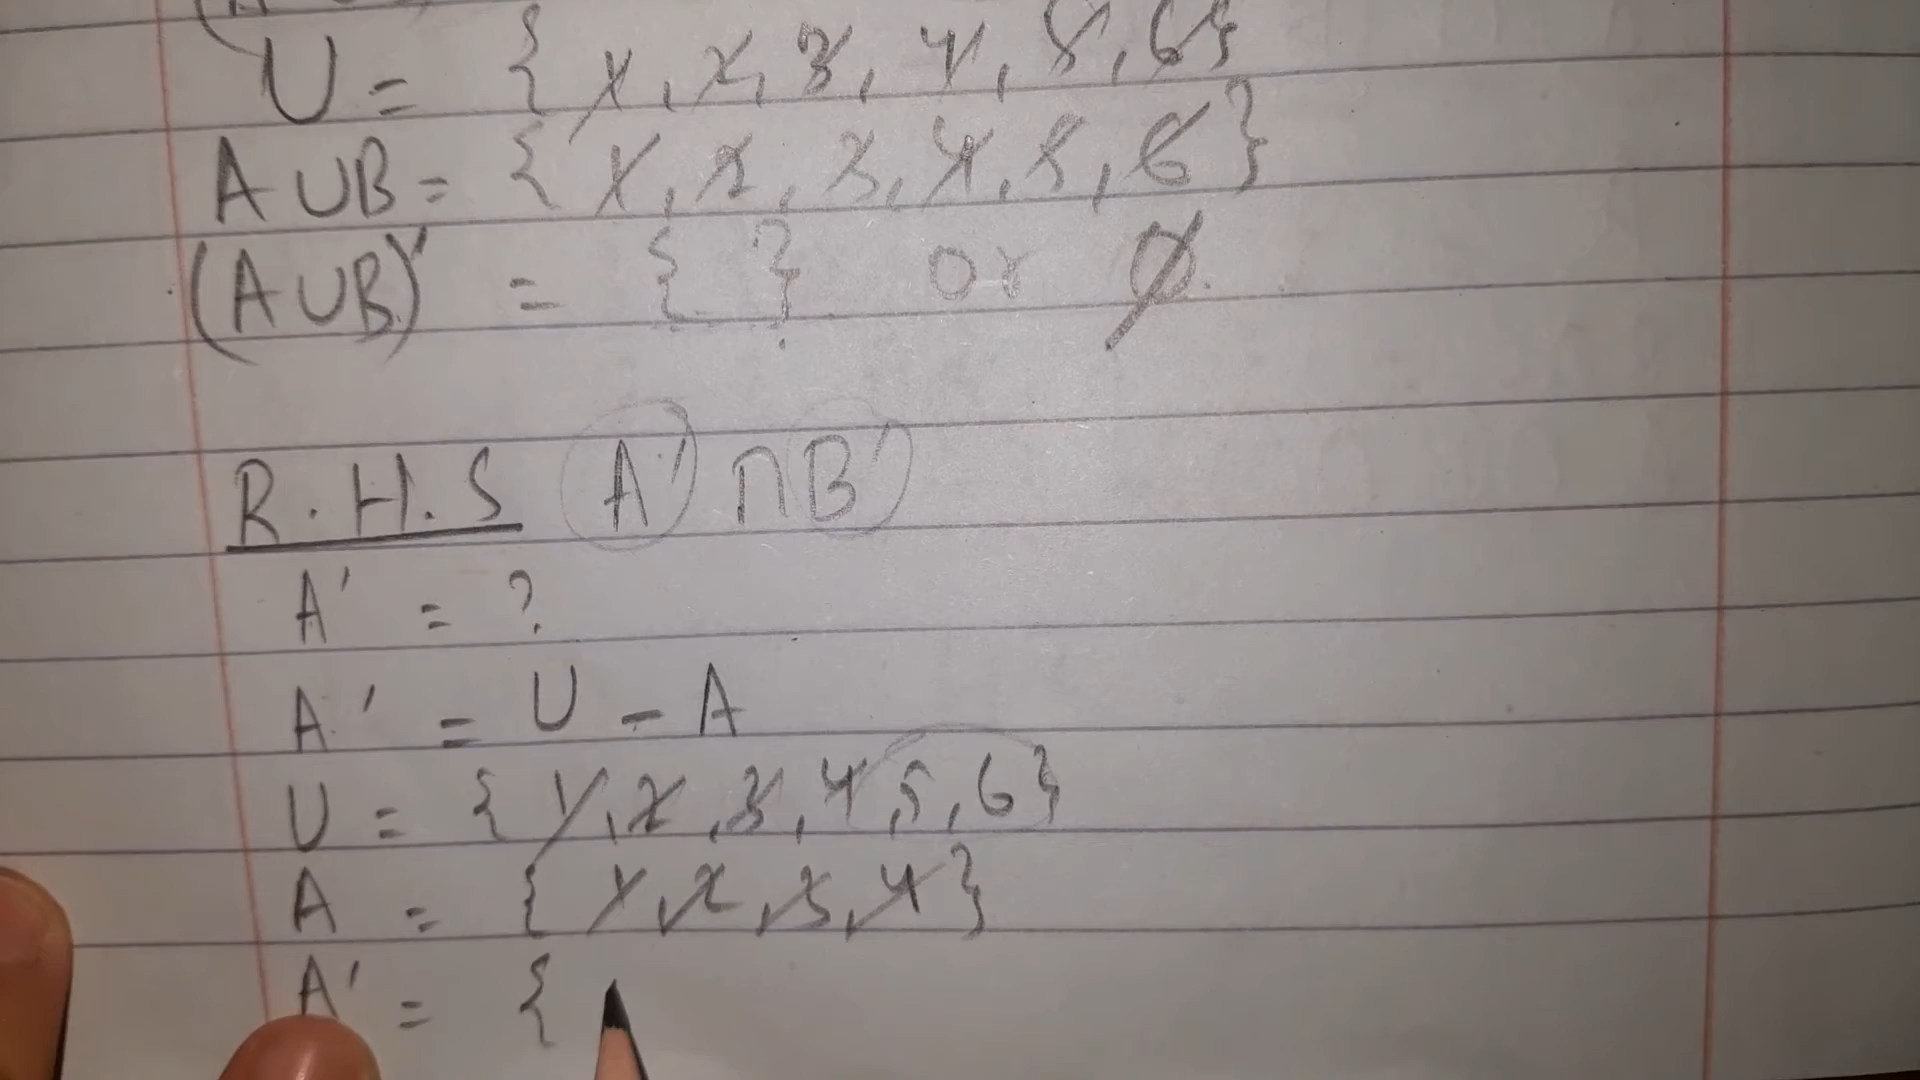 U = {1, 2, 3, 4, 5, 6}
A∪B = {1, 2, 3, 4, 5, 6}
(A∪B)' = { } or ∅.
R.H.S A' ∩ B'
A' = ?
A' = U - A
U = {1, 2, 3, 4, 5, 6}
A = {1, 2, 3, 4}
A' = {